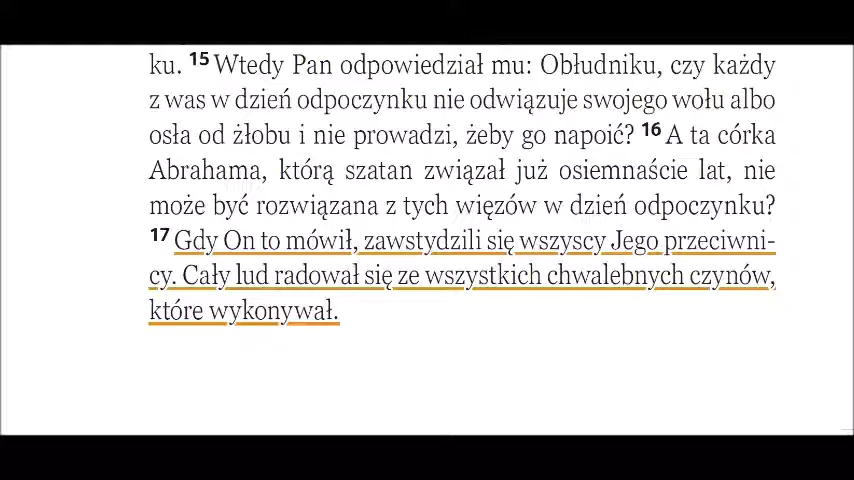 ku. 15 Wtedy Pan odpowiedział mu: Obłudniku, czy każdy
z was w dzień odpoczynku nie odwiązuje swojego wołu albo
osła od żłobu i nie prowadzi, żeby go napoić? 16 A ta córka
Abrahama, którą szatan związał już osiemnaście lat, nie
może być rozwiązana z tych więzów w dzień odpoczynku?
17 Gdy On to mówił, zawstydzili się wszyscy Jego przeciwni-
cy. Cały lud radował się ze wszystkich chwalebnych czynów,
które wykonywał.